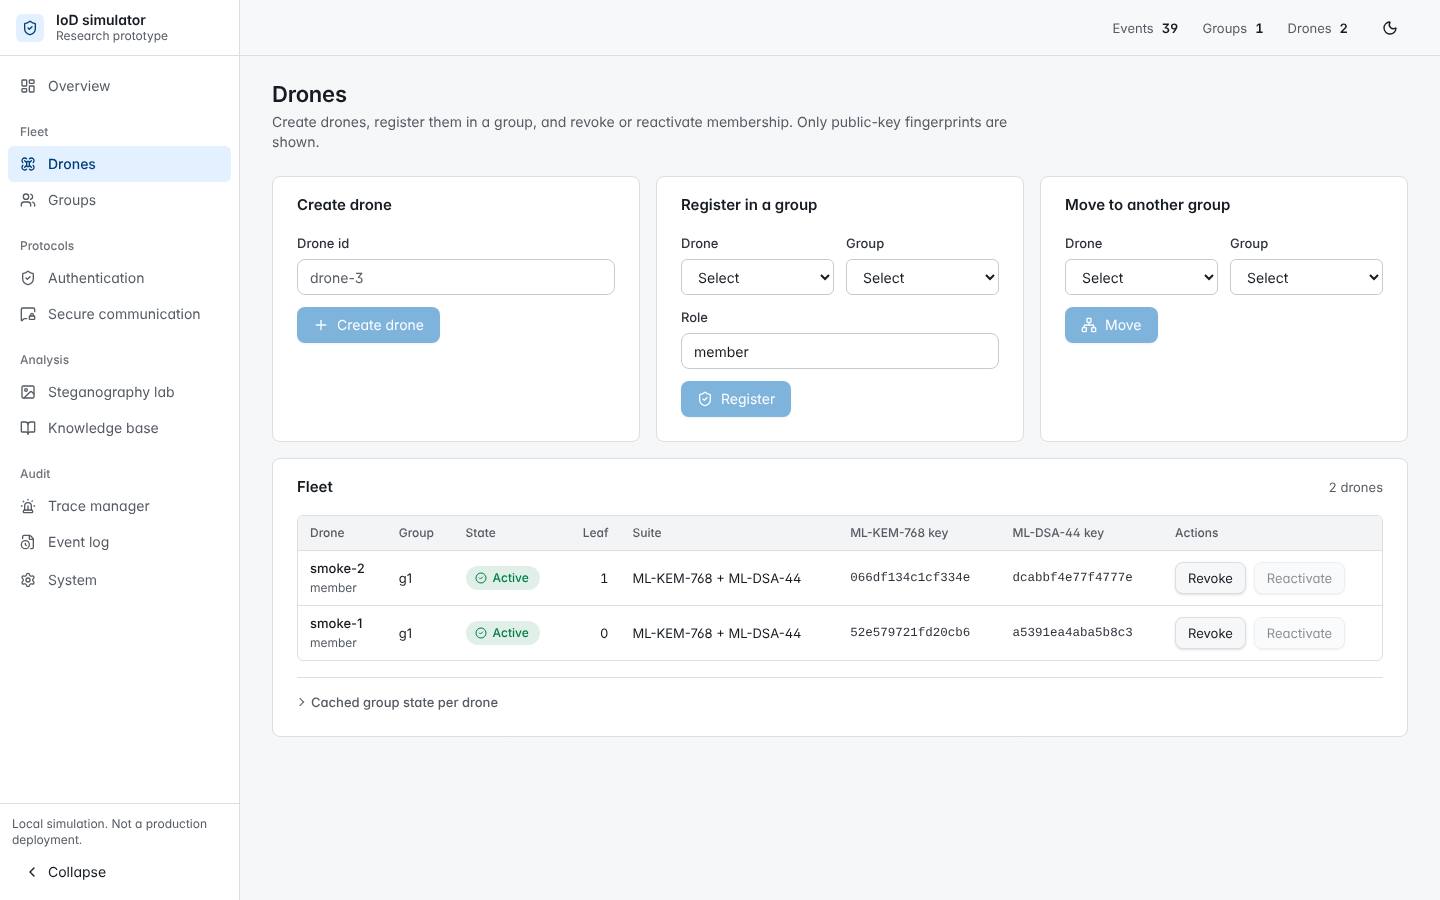 IoD simulator
Research prototype
Events 39 Groups 1 Drones 2
Overview
Fleet
Drones
Groups
Protocols
Authentication
Secure communication
Analysis
Steganography lab
Knowledge base
Audit
Trace manager
Event log
System
Local simulation. Not a production
deployment.
Collapse
Drones
Create drones, register them in a group, and revoke or reactivate membership. Only public-key fingerprints are
shown.
Create drone
Drone id
drone-3
Create drone
Register in a group
Drone Group
Select Select
Role
member
Register
Move to another group
Drone Group
Select Select
Move
Fleet 2 drones
Drone Group State Leaf Suite ML-KEM-768 key ML-DSA-44 key Actions
smoke-2
member
g1 Active 1 ML-KEM-768 + ML-DSA-44 066df134c1cf334e dcabbf4e77f4777e Revoke Reactivate
smoke-1
member
g1 Active 0 ML-KEM-768 + ML-DSA-44 52e579721fd20cb6 a5391ea4aba5b8c3 Revoke Reactivate
Cached group state per drone